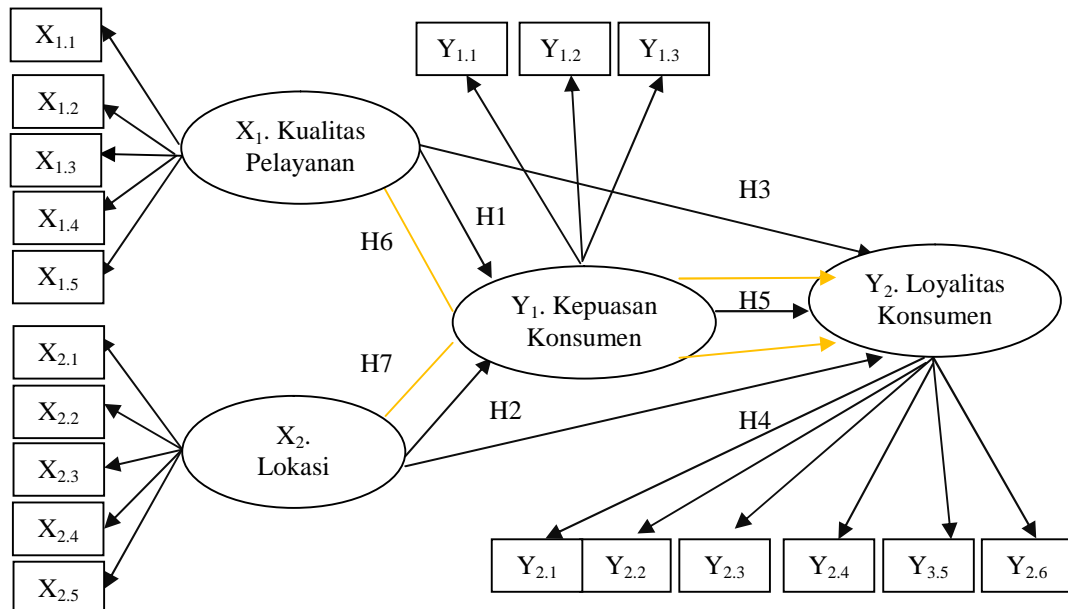 X1.1
X1.2
X1.3
X1.4
X1.5
X1. Kualitas
Pelayanan
Y1.1
Y1.2
Y1.3
H3
H1
H6
Y1. Kepuasan
Konsumen
H5
Y2. Loyalitas
Konsumen
X2.1
X2.2
X2.3
X2.4
X2.5
H7
X2.
Lokasi
H2
H4
Y2.1
Y2.2
Y2.3
Y2.4
Y3.5
Y2.6